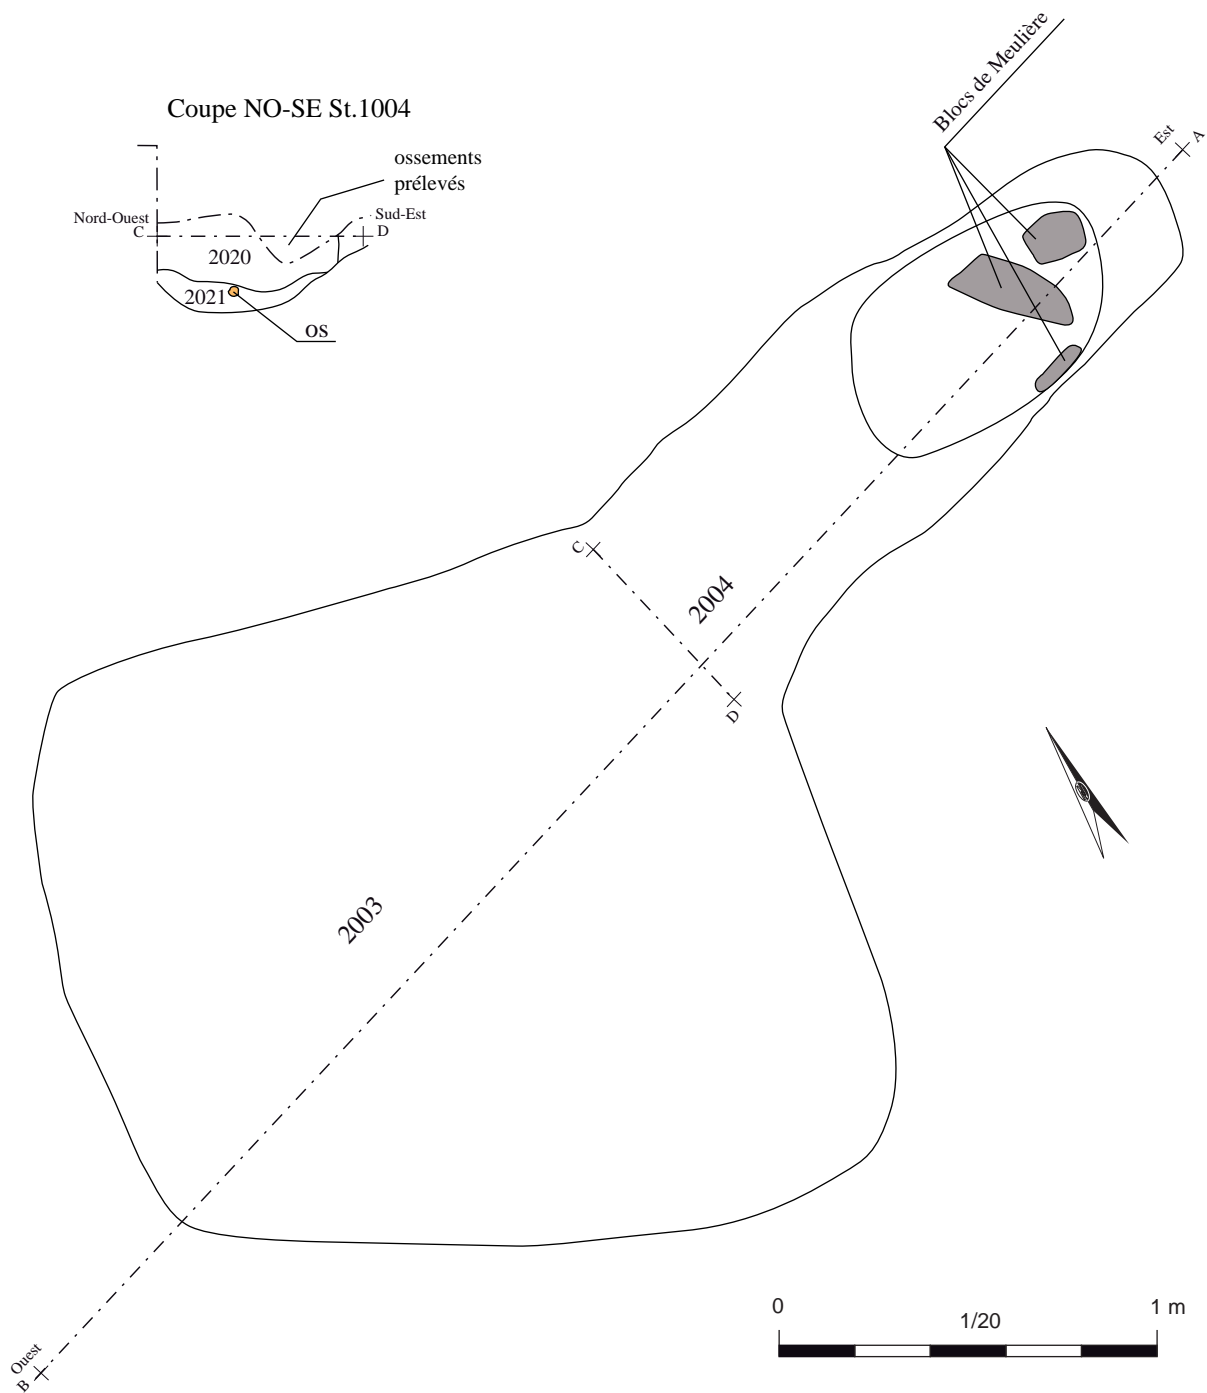 Coupe NO-SE St.1004
ossements
prélevés
Nord-Ouest
Sud-Est
C
D
2020
2021
os
Blocs de Meulière
Est
A
C
D
2004
2003
Ouest
B
0
1 m
1/20